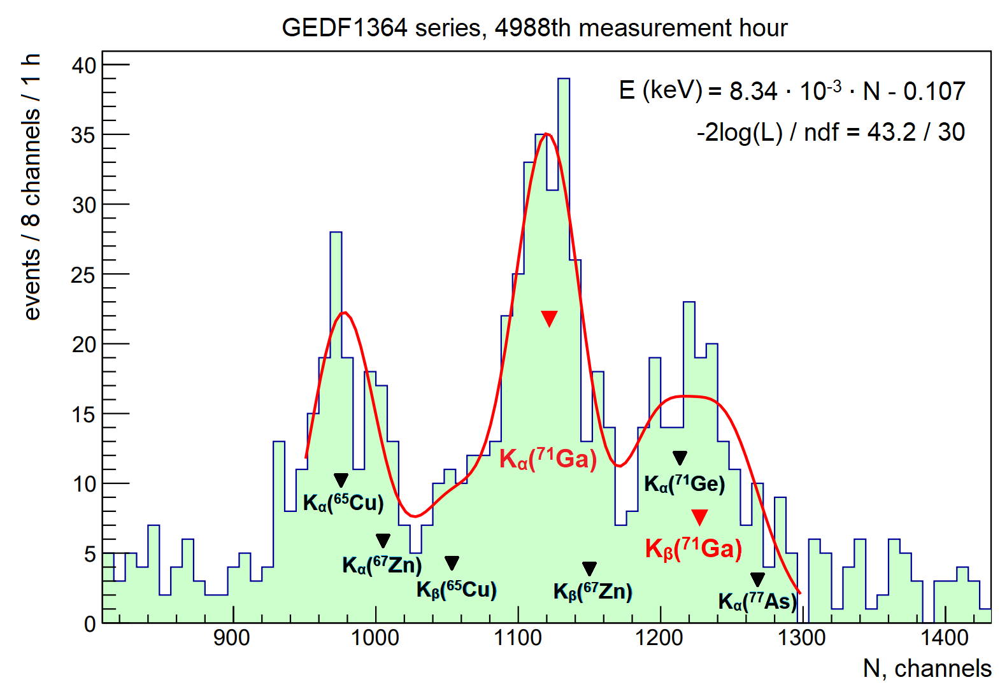 GEDF1364 series, 4988th measurement hour
events / 8 channels / 1 h
E (keV) = 8.34 · 10⁻³ · N - 0.107
-2log(L) / ndf = 43.2 / 30
40
35
30
25
20
15
10
5
0
Kα(⁷¹Ga)
Kα(⁷¹Ge)
Kα(⁶⁵Cu)
Kβ(⁷¹Ga)
Kα(⁶⁷Zn)
Kβ(⁶⁵Cu)
Kβ(⁶⁷Zn)
Kα(⁷⁷As)
900 1000 1100 1200 1300 1400
N, channels